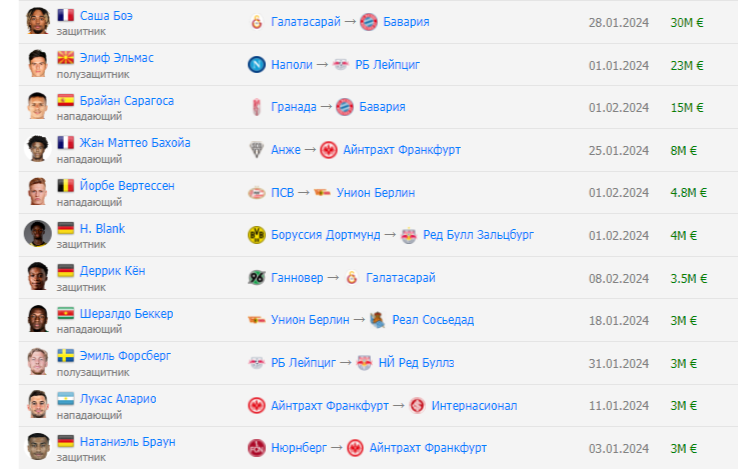 Саша Боэ
защитник
Галатасарай → Бавария
28.01.2024
30M €
Элиф Эльмас
полузащитник
Наполи → РБ Лейпциг
01.01.2024
23M €
Брайан Сарагоса
нападающий
Гранада → Бавария
01.02.2024
15M €
Жан Маттео Бахойа
нападающий
Анже → Айнтрахт Франкфурт
25.01.2024
8M €
Йорбе Вертессен
нападающий
ПСВ → Унион Берлин
01.02.2024
4.8M €
H. Blank
защитник
Боруссия Дортмунд → Ред Булл Зальцбург
01.02.2024
4M €
Деррик Кён
защитник
Ганновер → Галатасарай
08.02.2024
3.5M €
Шералдо Беккер
нападающий
Унион Берлин → Реал Сосьедад
18.01.2024
3M €
Эмиль Форсберг
полузащитник
РБ Лейпциг → НЙ Ред Буллз
31.01.2024
3M €
Лукас Аларио
нападающий
Айнтрахт Франкфурт → Интернасионал
11.01.2024
3M €
Натаниэль Браун
защитник
Нюрнберг → Айнтрахт Франкфурт
03.01.2024
3M €